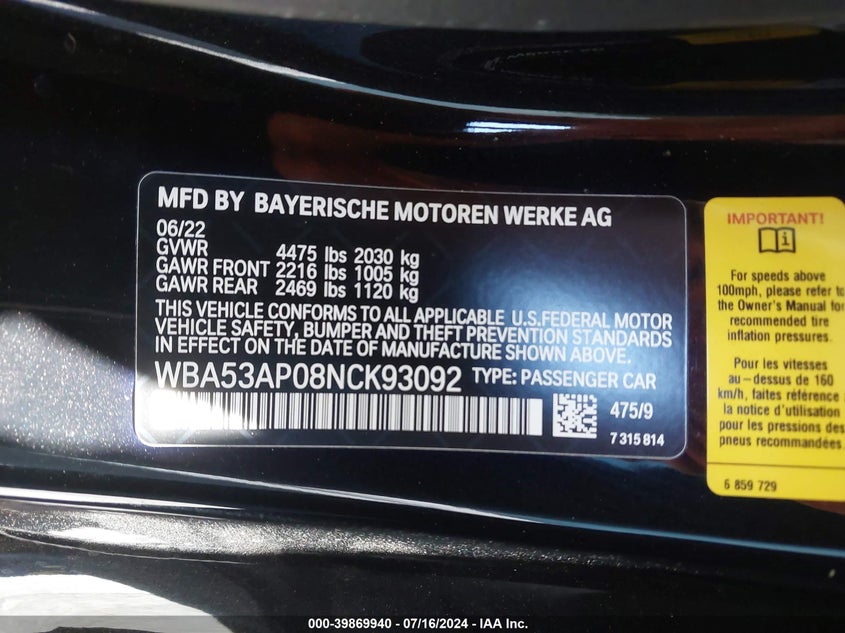 MFD BY BAYERISCHE MOTOREN WERKE AG
06/22
GVWR 4475 lbs 2030 kg
GAWR FRONT 2216 lbs 1005 kg
GAWR REAR 2469 lbs 1120 kg
THIS VEHICLE CONFORMS TO ALL APPLICABLE U.S.FEDERAL MOTOR
VEHICLE SAFETY, BUMPER AND THEFT PREVENTION STANDARDS
IN EFFECT ON THE DATE OF MANUFACTURE SHOWN ABOVE.
WBA53AP08NCK93092 TYPE: PASSENGER CAR
475/9
7 315 814
IMPORTANT!
For speeds above
100mph, please refer to
the Owner's Manual for
recommended tire
inflation pressures.
Pour les vitesses
au-dessus de 160
km/h, faites référence
la notice d'utilisation
pour les pressions des
pneus recommandées.
6 859 729
000-39869940 - 07/16/2024 - IAA Inc.